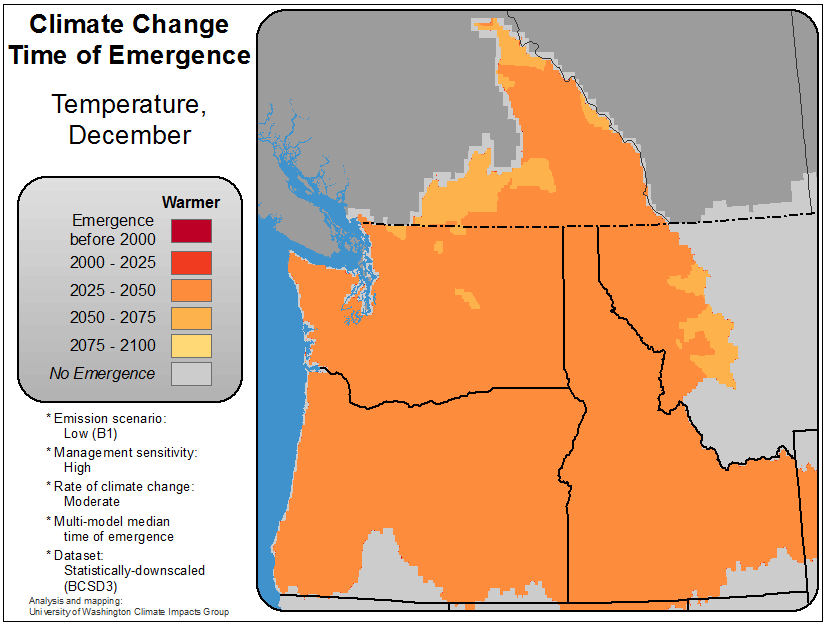 Climate Change
Time of Emergence
Temperature,
December
Warmer
Emergence
before 2000
2000 - 2025
2025 - 2050
2050 - 2075
2075 - 2100
No Emergence
* Emission scenario:
Low (B1)
* Management sensitivity:
High
* Rate of climate change:
Moderate
* Multi-model median
time of emergence
* Dataset:
Statistically-downscaled
(BCSD3)
Analysis and mapping:
University of Washington Climate Impacts Group